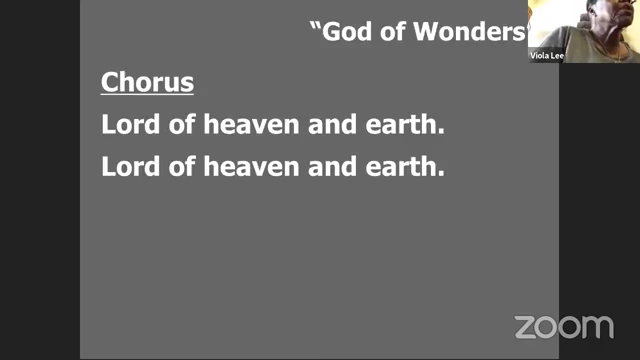 “God of Wonders”
Viola Lee
Chorus
Lord of heaven and earth.
Lord of heaven and earth.
zoom